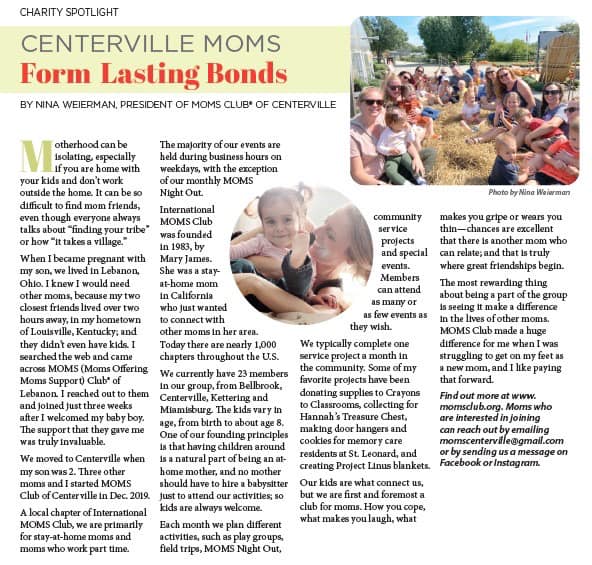 CHARITY SPOTLIGHT
CENTERVILLE MOMS
Form Lasting Bonds
BY NINA WEIERMAN, PRESIDENT OF MOMS CLUB® OF CENTERVILLE
Photo by Nina Weierman
Motherhood can be
isolating, especially
if you are home with
your kids and don't work
outside the home. It can be so
difficult to find mom friends,
even though everyone always
talks about "finding your tribe"
or how "it takes a village."
When I became pregnant with
my son, we lived in Lebanon,
Ohio. I knew I would need
other moms, because my two
closest friends lived over two
hours away, in my hometown
of Louisville, Kentucky; and
they didn't even have kids. I
searched the web and came
across MOMS (Moms Offering
Moms Support) Club® of
Lebanon. I reached out to them
and joined just three weeks
after I welcomed my baby boy.
The support that they gave me
was truly invaluable.
We moved to Centerville when
my son was 2. Three other
moms and I started MOMS
Club of Centerville in Dec. 2019.
A local chapter of International
MOMS Club, we are primarily
for stay-at-home moms and
moms who work part time.
The majority of our events are
held during business hours on
weekdays, with the exception
of our monthly MOMS
Night Out.
International
MOMS Club
was founded
in 1983, by
Mary James.
She was a stay-
at-home mom
in California
who just wanted
to connect with
other moms in her area.
Today there are nearly 1,000
chapters throughout the U.S.
We currently have 23 members
in our group, from Bellbrook,
Centerville, Kettering and
Miamisburg. The kids vary in
age, from birth to about age 8.
One of our founding principles
is that having children around
is a natural part of being an at-
home mother, and no mother
should have to hire a babysitter
just to attend our activities; so
kids are always welcome.
Each month we plan different
activities, such as play groups,
field trips, MOMS Night Out,
community
service
projects
and special
events.
Members
can attend
as many or
as few events as
they wish.
We typically complete one
service project a month in
the community. Some of my
favorite projects have been
donating supplies to Crayons
to Classrooms, collecting for
Hannah's Treasure Chest,
making door hangers and
cookies for memory care
residents at St. Leonard, and
creating Project Linus blankets.
Our kids are what connect us,
but we are first and foremost a
club for moms. How you cope,
what makes you laugh, what
makes you gripe or wears you
thin—chances are excellent
that there is another mom who
can relate; and that is truly
where great friendships begin.
The most rewarding thing
about being a part of the group
is seeing it make a difference
in the lives of other moms.
MOMS Club made a huge
difference for me when I was
struggling to get on my feet as
a new mom, and I like paying
that forward.
Find out more at www.
momsclub.org. Moms who
are interested in joining
can reach out by emailing
momscenterville@gmail.com
or by sending us a message on
Facebook or Instagram.